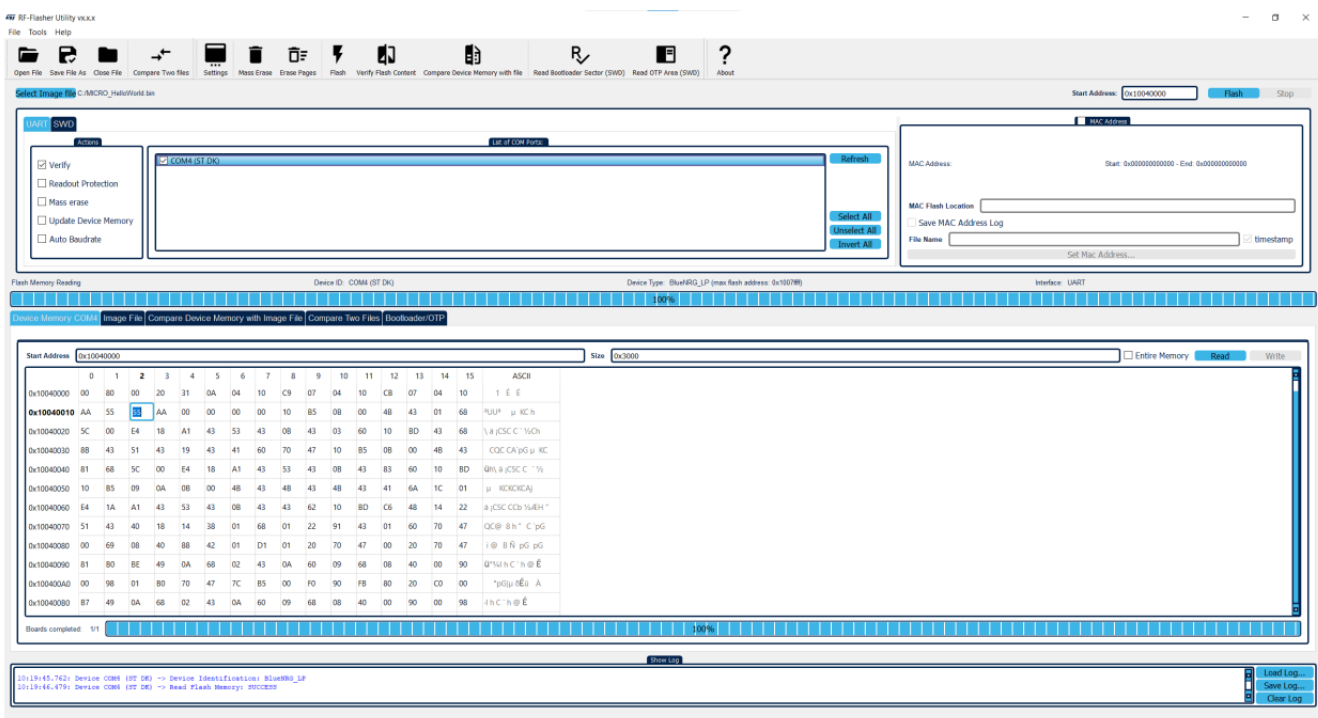 RF-Flasher Utility vx.x.x
File Tools Help
Open File Save File As Close File Compare Two files Settings Mass Erase Erase Pages Flash Verify Flash Content Compare Device Memory with file Read Bootloader Sector (SWD) Read OTP Area (SWD) About
Select Image file C:/MICRO_HelloWorld.bin Start Address: 0x10040000 Flash Stop
UART SWD
Actions
Verify
Readout Protection
Mass erase
Update Device Memory
Auto Baudrate
List of COM Ports:
COM4 (ST DK)
Refresh
Select All
Unselect All
Invert All
MAC Address
MAC Address: Start: 0x000000000000 - End: 0x000000000000
MAC Flash Location
Save MAC Address Log
File Name timestamp
Set Mac Address...
Flash Memory Reading Device ID: COM4 (ST DK) Device Type: BlueNRG_LP (max flash address: 0x1007ffff) Interface: UART
100%
Device Memory COM4 Image File Compare Device Memory with Image File Compare Two Files Bootloader/OTP
Start Address 0x10040000 Size 0x3000 Entire Memory Read Write
0 1 2 3 4 5 6 7 8 9 10 11 12 13 14 15 ASCII
0x10040000 00 80 00 20 31 0A 04 10 C9 07 04 10 CB 07 04 10
0x10040010 AA 55 55 AA 00 00 00 00 10 B5 0B 00 4B 43 01 68
0x10040020 5C 00 E4 18 A1 43 53 43 0B 43 03 60 10 BD 43 68
0x10040030 8B 43 51 43 19 43 41 60 70 47 10 B5 0B 00 4B 43
0x10040040 81 68 5C 00 E4 18 A1 43 53 43 0B 43 83 60 10 BD
0x10040050 10 B5 09 0A 0B 00 4B 43 4B 43 4B 43 41 6A 1C 01
0x10040060 E4 1A A1 43 53 43 0B 43 43 62 10 BD C6 48 14 22
0x10040070 51 43 40 18 14 38 01 68 01 22 91 43 01 60 70 47
0x10040080 00 69 08 40 88 42 01 D1 01 20 70 47 00 20 70 47
0x10040090 81 B0 BE 49 0A 68 02 43 0A 60 09 68 08 40 00 90
0x100400A0 00 98 01 B0 70 47 7C B5 00 F0 90 FB 80 20 C0 00
0x100400B0 B7 49 0A 68 02 43 0A 60 09 68 08 40 00 90 00 98
Boards completed: 1/1 100%
Show Log
10:19:45.762: Device COM4 (ST DK) -> Device Identification: BlueNRG_LP
10:19:46.479: Device COM4 (ST DK) -> Read Flash Memory: SUCCESS
Load Log...
Save Log...
Clear Log